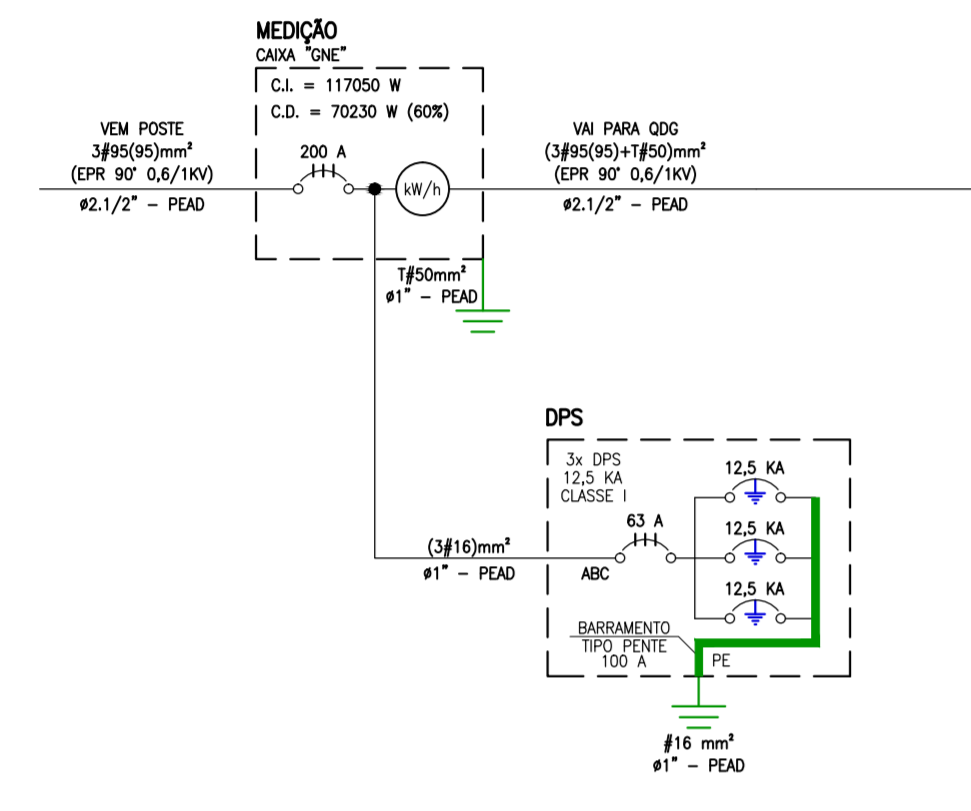 MEDIÇÃO
CAIXA "GNE"
C.I. = 117050 W
C.D. = 70230 W (60%)
VEM POSTE
3#95(95)mm²
(EPR 90° 0,6/1KV)
ø2.1/2" - PEAD
200 A
kW/h
VAI PARA QDG
(3#95(95)+T#50)mm²
(EPR 90° 0,6/1KV)
ø2.1/2" - PEAD
T#50mm²
ø1" - PEAD
DPS
3x DPS
12,5 KA
CLASSE I
12,5 KA
63 A
12,5 KA
(3#16)mm²
ø1" - PEAD
ABC
12,5 KA
BARRAMENTO
TIPO PENTE
100 A
PE
#16 mm²
ø1" - PEAD